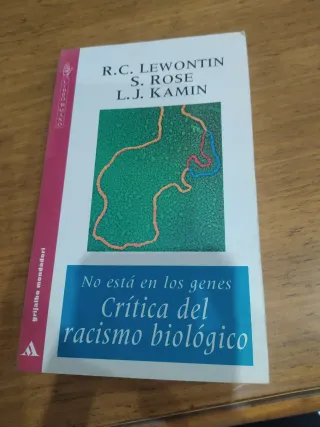 R.C. LEWONTIN
S. ROSE
L.J. KAMIN
No está en los genes
Crítica del
racismo biológico
grijalbo mondadori